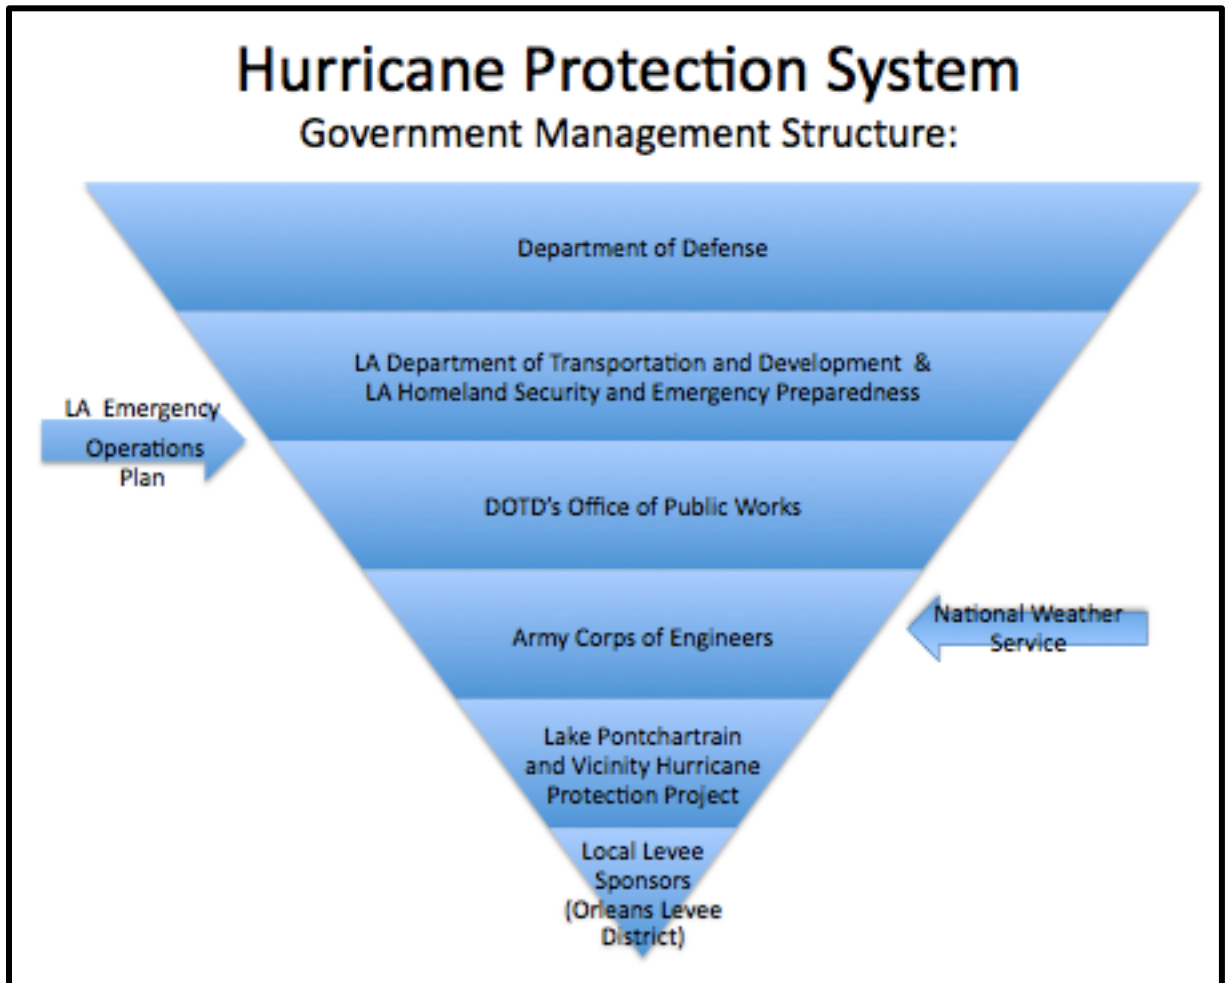 Hurricane Protection System
Government Management Structure:
Department of Defense
LA Department of Transportation and Development &
LA Homeland Security and Emergency Preparedness
LA Emergency
Operations
Plan
DOTD’s Office of Public Works
Army Corps of Engineers
National Weather
Service
Lake Pontchartrain
and Vicinity Hurricane
Protection Project
Local Levee
Sponsors
(Orleans Levee
District)